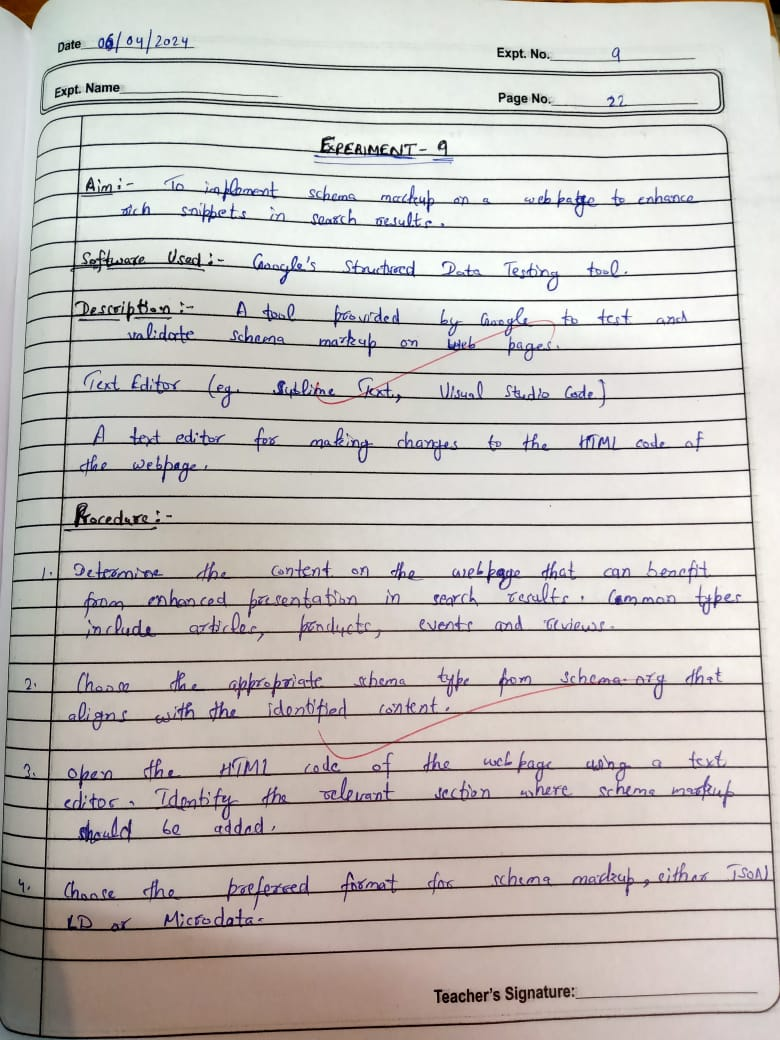 Date 06/04/2024
Expt. No. 9
Expt. Name
Page No. 22
EXPERIMENT - 9
Aim:- To implement schema markup on a webpage to enhance
rich snippets in search results.
Software Used:- Google's Structured Data Testing tool.
Description:- A tool provided by Google to test and
validate schema markup on web pages.
Text Editor (eg. Sublime Text, Visual Studio Code)
A text editor for making changes to the HTML code of
the webpage.
Procedure:-
1. Determine the content on the webpage that can benefit
from enhanced presentation in search results. Common types
include articles, products, events and reviews.
2. Choose the appropriate schema type from schema.org that
aligns with the identified content.
3. Open the HTML code of the webpage using a text
editor. Identify the relevant section where schema markup
should be added.
4. Choose the preferred format for schema markup, either JSON
LD or Microdata.
Teacher's Signature: